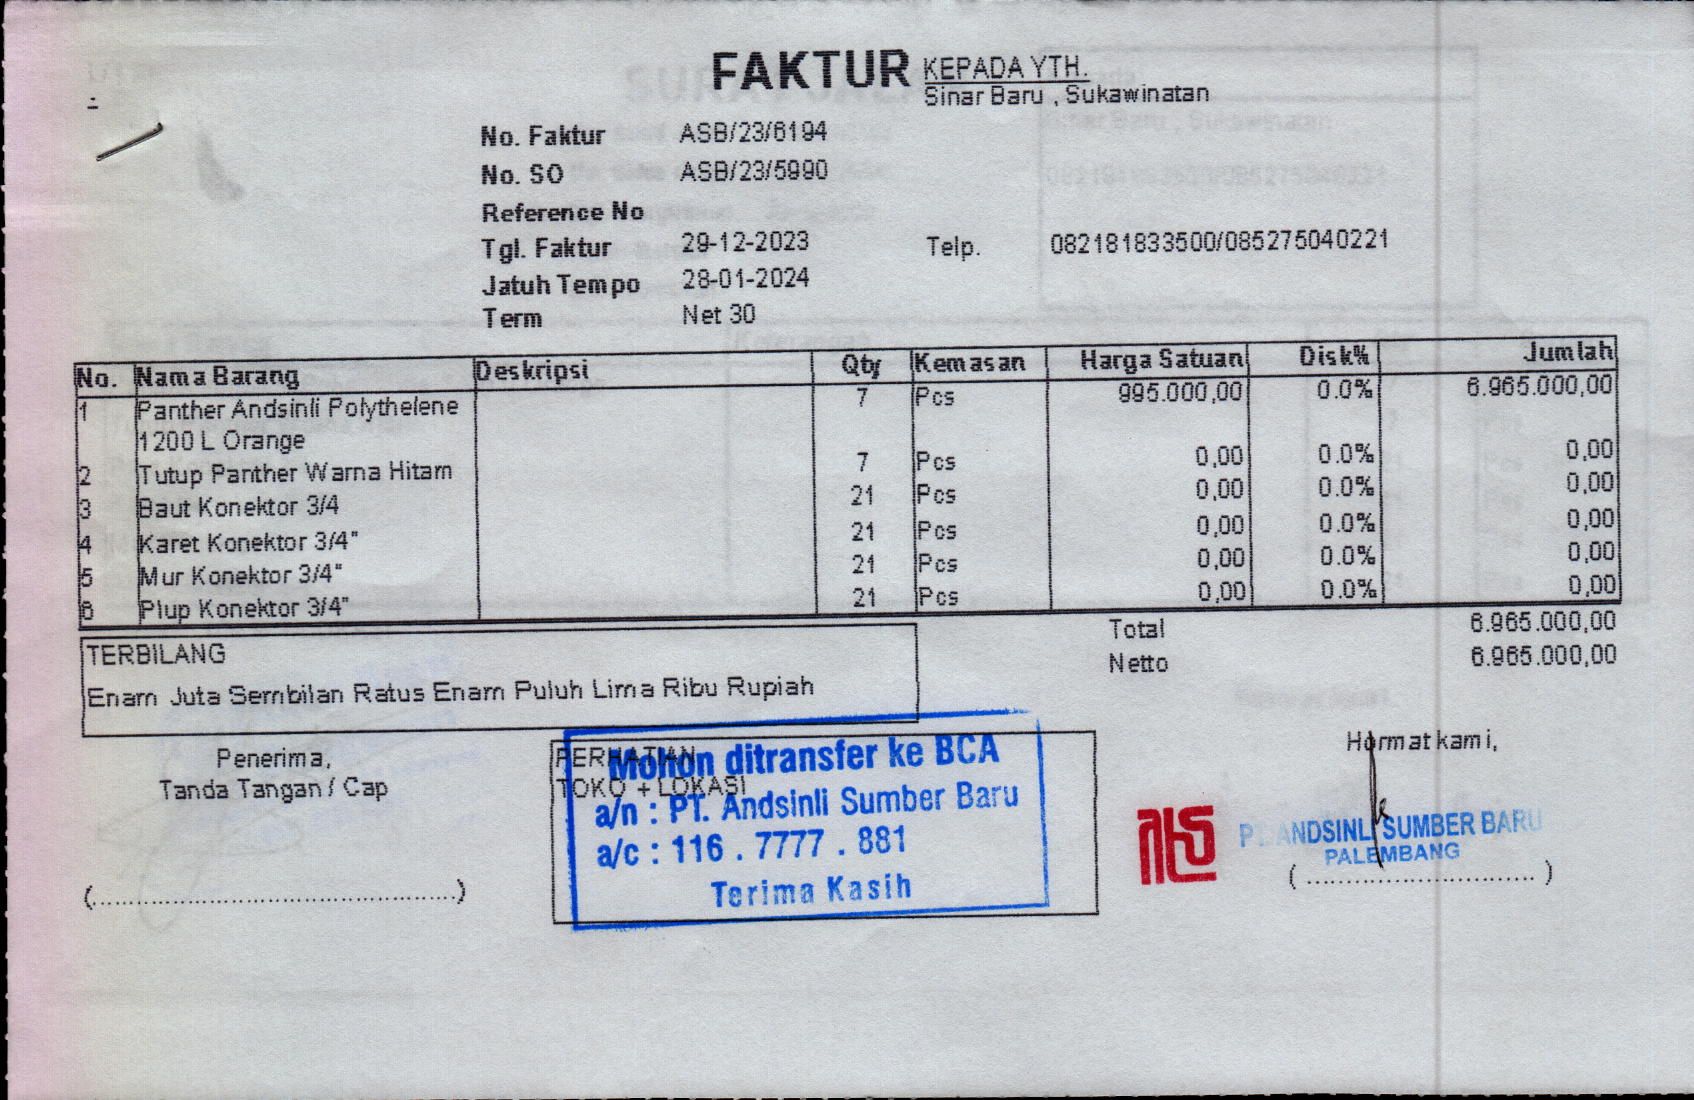 FAKTUR
KEPADA YTH.
Sinar Baru , Sukawinatan
No. Faktur ASB/23/6194
No. SO ASB/23/5990
Reference No
Tgl. Faktur 29-12-2023 Telp. 082181833500/085275040221
Jatuh Tempo 28-01-2024
Term Net 30
No. Nama Barang Deskripsi Qty Kemasan Harga Satuan Disk% Jumlah
1 Panther Andsinli Polythelene 7 Pcs 995.000,00 0.0% 6.965.000,00
1200 L Orange
2 Tutup Panther Warna Hitam 7 Pcs 0,00 0.0% 0,00
3 Baut Konektor 3/4 21 Pcs 0,00 0.0% 0,00
4 Karet Konektor 3/4" 21 Pcs 0,00 0.0% 0,00
5 Mur Konektor 3/4" 21 Pcs 0,00 0.0% 0,00
6 Plup Konektor 3/4" 21 Pcs 0,00 0.0% 0,00
Total 6.965.000,00
Netto 6.965.000,00
TERBILANG
Enam Juta Sembilan Ratus Enam Puluh Lima Ribu Rupiah
Penerima,
Tanda Tangan / Cap
(..............................................)
PERHATIAN
TOKO + LOKASI
Mohon ditransfer ke BCA
a/n : PT. Andsinli Sumber Baru
a/c : 116 . 7777 . 881
Terima Kasih
Hormat kami,
PT. ANDSINLI SUMBER BARU
PALEMBANG
( ............................. )